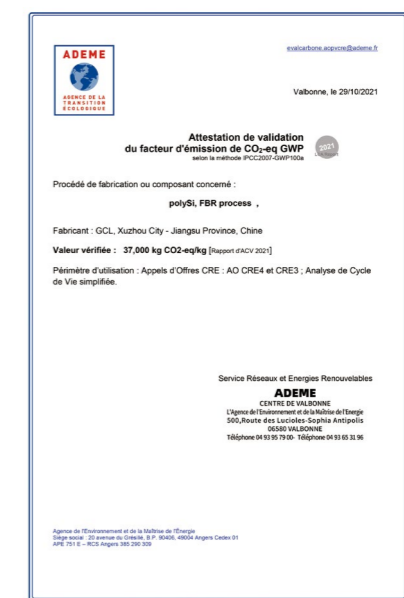 ADEME
AGENCE DE LA
TRANSITION
ÉCOLOGIQUE
evalcarbone.aopvcre@ademe.fr
Valbonne, le 29/10/2021
Attestation de validation
du facteur d'émission de CO₂-eq GWP
selon la méthode IPCC2007-GWP100a
2021
Procédé de fabrication ou composant concerné :
polySi, FBR process ,
Fabricant : GCL, Xuzhou City - Jiangsu Province, Chine
Valeur vérifiée : 37,000 kg CO2-eq/kg [Rapport d'ACV 2021]
Périmètre d'utilisation : Appels d'Offres CRE : AO CRE4 et CRE3 ; Analyse de Cycle
de Vie simplifiée.
Service Réseaux et Energies Renouvelables
ADEME
CENTRE DE VALBONNE
L'Agence de l'Environnement et de la Maîtrise de l'Energie
500,Route des Lucioles-Sophia Antipolis
06580 VALBONNE
Téléphone 04 93 95 79 00- Téléphone 04 93 65 31 96
Agence de l'Environnement et de la Maîtrise de l'Énergie
Siège social : 20 avenue du Grésillé, B.P. 90406, 49004 Angers Cedex 01
APE 751 E – RCS Angers 385 290 309